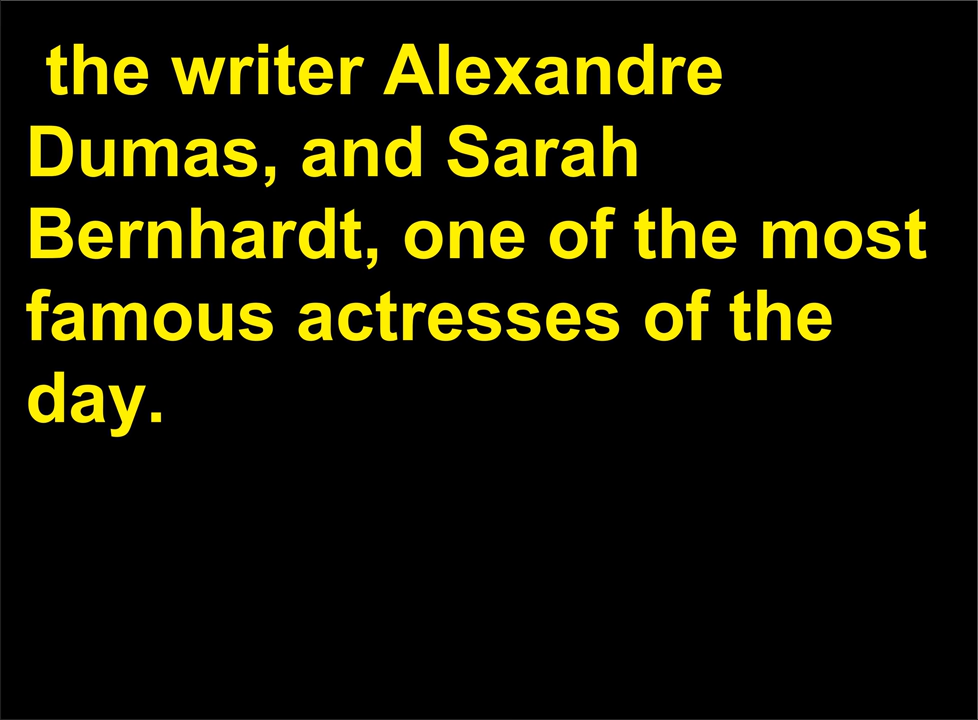 the writer Alexandre
Dumas, and Sarah
Bernhardt, one of the most
famous actresses of the
day.